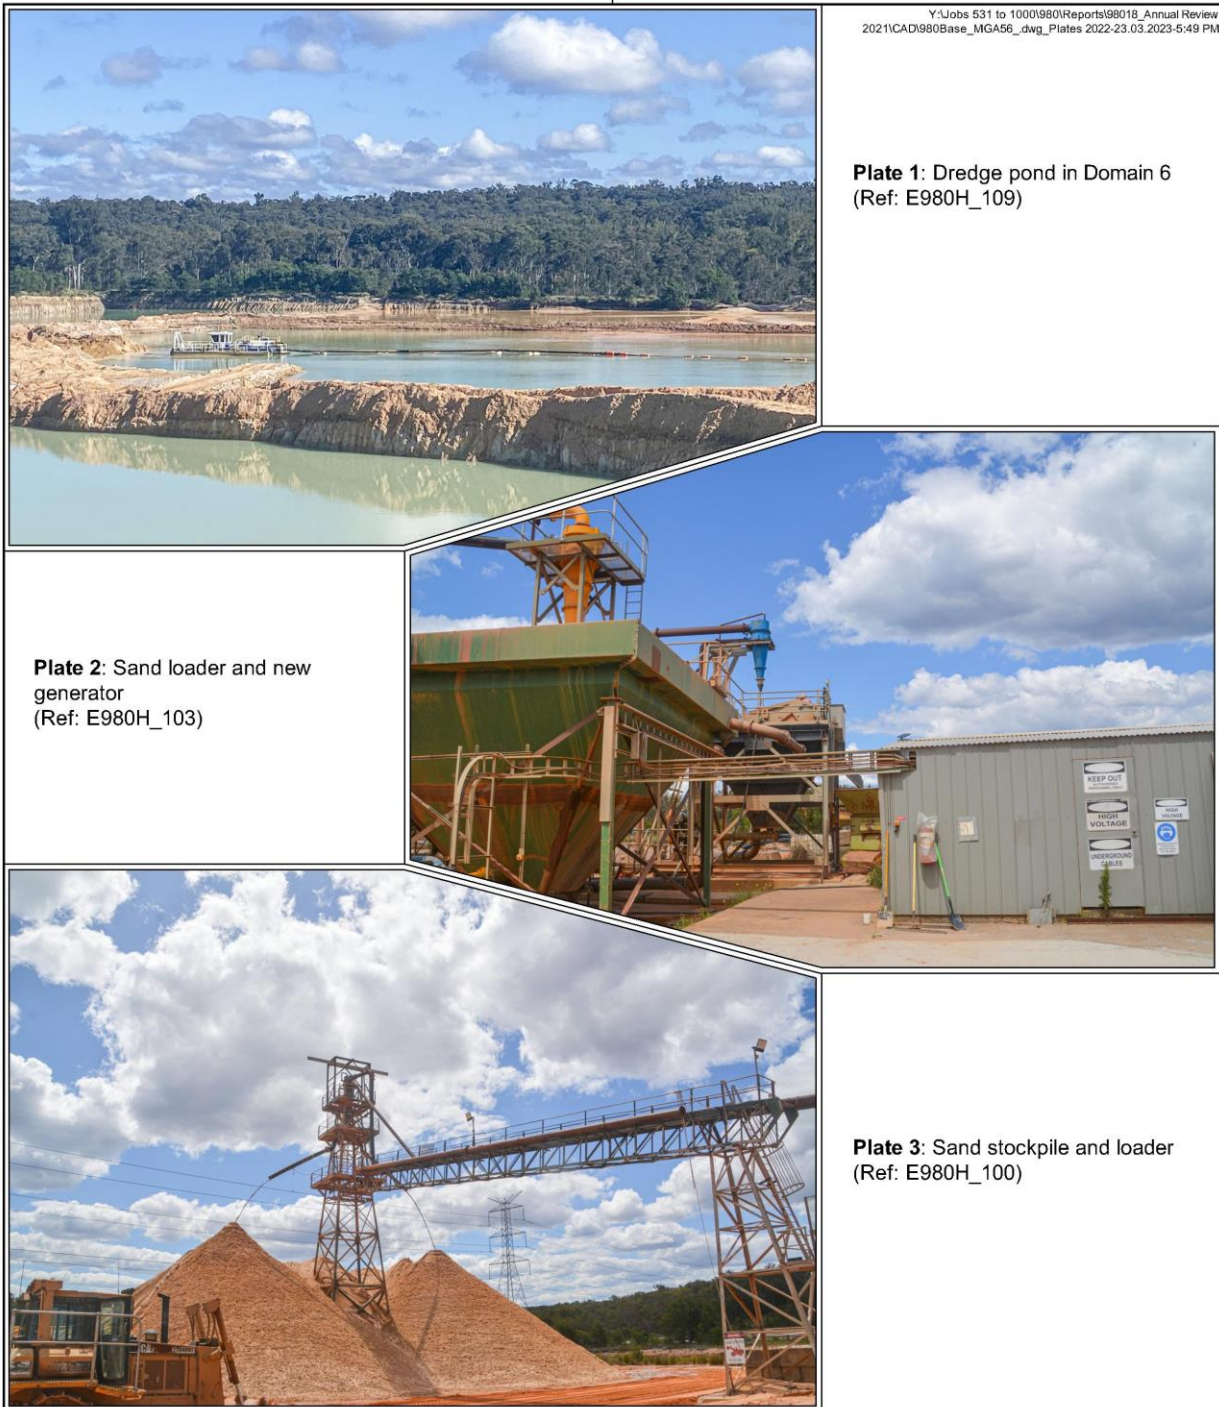 Y:\Jobs 531 to 1000\980\Reports\98018_Annual Review
2021\CAD\980Base_MGA56_.dwg_Plates 2022-23.03.2023-5:49 PM
Plate 1: Dredge pond in Domain 6
(Ref: E980H_109)
Plate 2: Sand loader and new
generator
(Ref: E980H_103)
KEEP OUT
HIGH
VOLTAGE
UNDERGROUND
CABLES
HIGH
VOLTAGE
Plate 3: Sand stockpile and loader
(Ref: E980H_100)